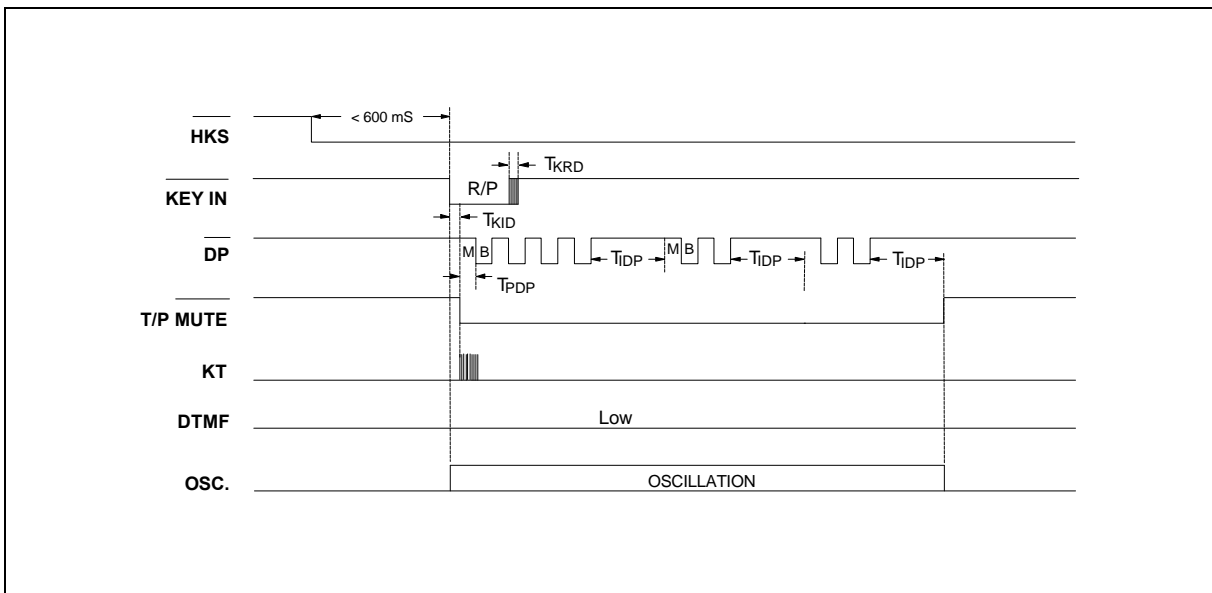 < 600 mS
HKS
TKRD
R/P
KEY IN
TKID
M B
M B
DP
TIDP
TIDP
TIDP
TPDP
T/P MUTE
KT
Low
DTMF
OSCILLATION
OSC.